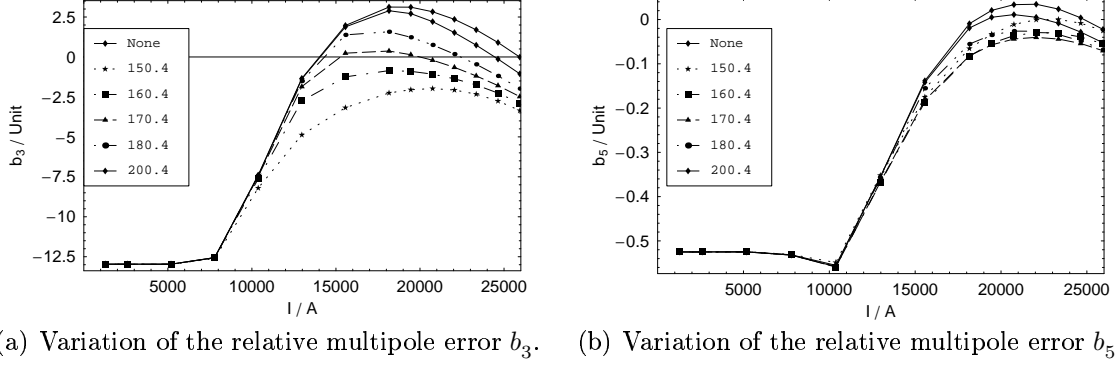 2.5
0
−2.5
−5
−7.5
−10
−12.5
b3 / Unit
None
150.4
160.4
170.4
180.4
200.4
5000 10000 15000 20000 25000
I / A
0
−0.1
−0.2
−0.3
−0.4
−0.5
b5 / Unit
None
150.4
160.4
170.4
180.4
200.4
5000 10000 15000 20000 25000
I / A
a) Variation of the relative multipole error b3.
(b) Variation of the relative multipole error b5